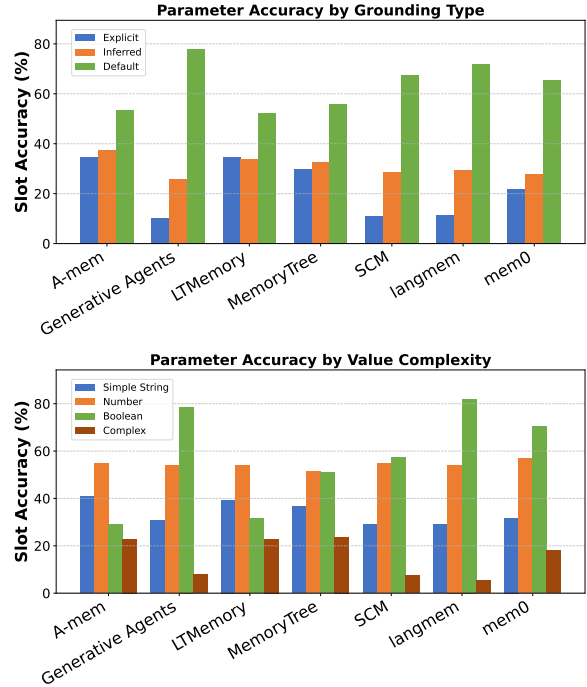 Parameter Accuracy by Grounding Type
Slot Accuracy (%)
80
60
40
20
0
Explicit
Inferred
Default
A-mem
Generative Agents
LTMemory
MemoryTree
SCM
langmem
mem0
Parameter Accuracy by Value Complexity
Slot Accuracy (%)
80
60
40
20
0
Simple String
Number
Boolean
Complex
A-mem
Generative Agents
LTMemory
MemoryTree
SCM
langmem
mem0